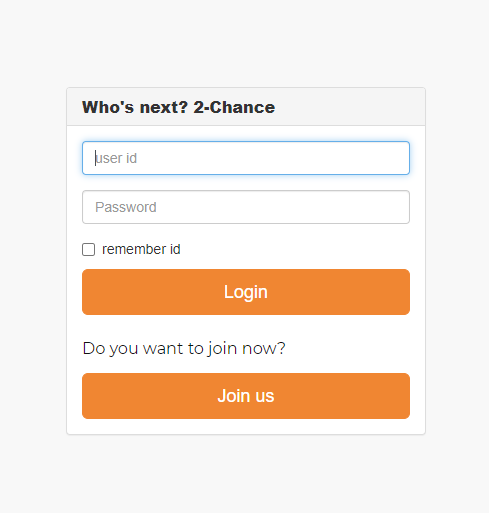 Who's next? 2-Chance
user id
Password
remember id
Login
Do you want to join now?
Join us